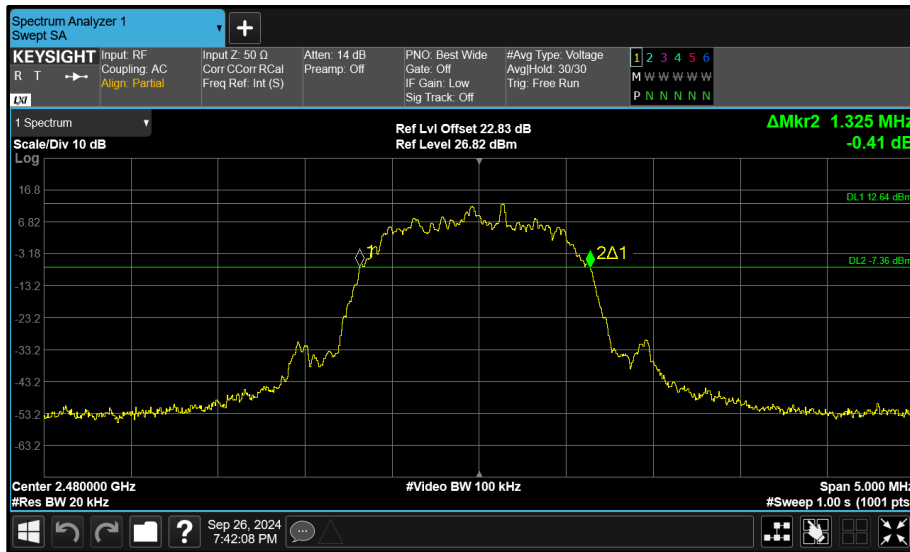 Spectrum Analyzer 1
Swept SA
KEYSIGHT
R T
LXI
Input: RF
Coupling: AC
Align: Partial
Input Z: 50 Ω
Corr CCorr RCal
Freq Ref: Int (S)
Atten: 14 dB
Preamp: Off
PNO: Best Wide
Gate: Off
IF Gain: Low
Sig Track: Off
#Avg Type: Voltage
Avg|Hold: 30/30
Trig: Free Run
1 2 3 4 5 6
M W W W W W
P N N N N N
1 Spectrum
Scale/Div 10 dB
Ref Lvl Offset 22.83 dB
Ref Level 26.82 dBm
ΔMkr2 1.325 MHz
-0.41 dB
Log
16.8
6.82
-3.18
-13.2
-23.2
-33.2
-43.2
-53.2
-63.2
DL1 12.64 dBm
1
2Δ1
DL2 -7.36 dBm
Center 2.480000 GHz
#Video BW 100 kHz
Span 5.000 MHz
#Res BW 20 kHz
#Sweep 1.00 s (1001 pts
?
Sep 26, 2024
7:42:08 PM